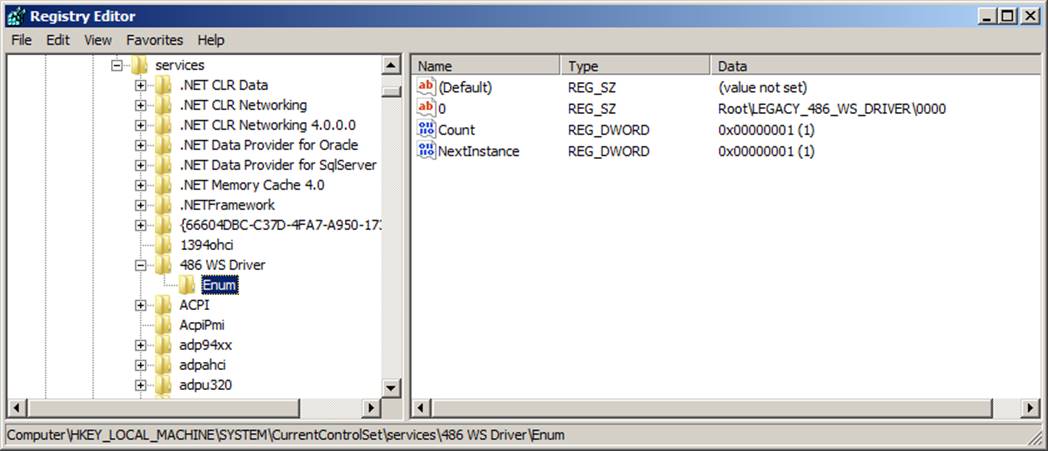 Registry Editor
File Edit View Favorites Help
services
.NET CLR Data
.NET CLR Networking
.NET CLR Networking 4.0.0.0
.NET Data Provider for Oracle
.NET Data Provider for SqlServer
.NET Memory Cache 4.0
.NETFramework
{66604DBC-C37D-4FA7-A950-173
1394ohci
486 WS Driver
Enum
ACPI
AcpiPmi
adp94xx
adpahci
adpu320
Name Type Data
(Default) REG_SZ (value not set)
0 REG_SZ Root\LEGACY_486_WS_DRIVER\0000
Count REG_DWORD 0x00000001 (1)
NextInstance REG_DWORD 0x00000001 (1)
Computer\HKEY_LOCAL_MACHINE\SYSTEM\CurrentControlSet\services\486 WS Driver\Enum